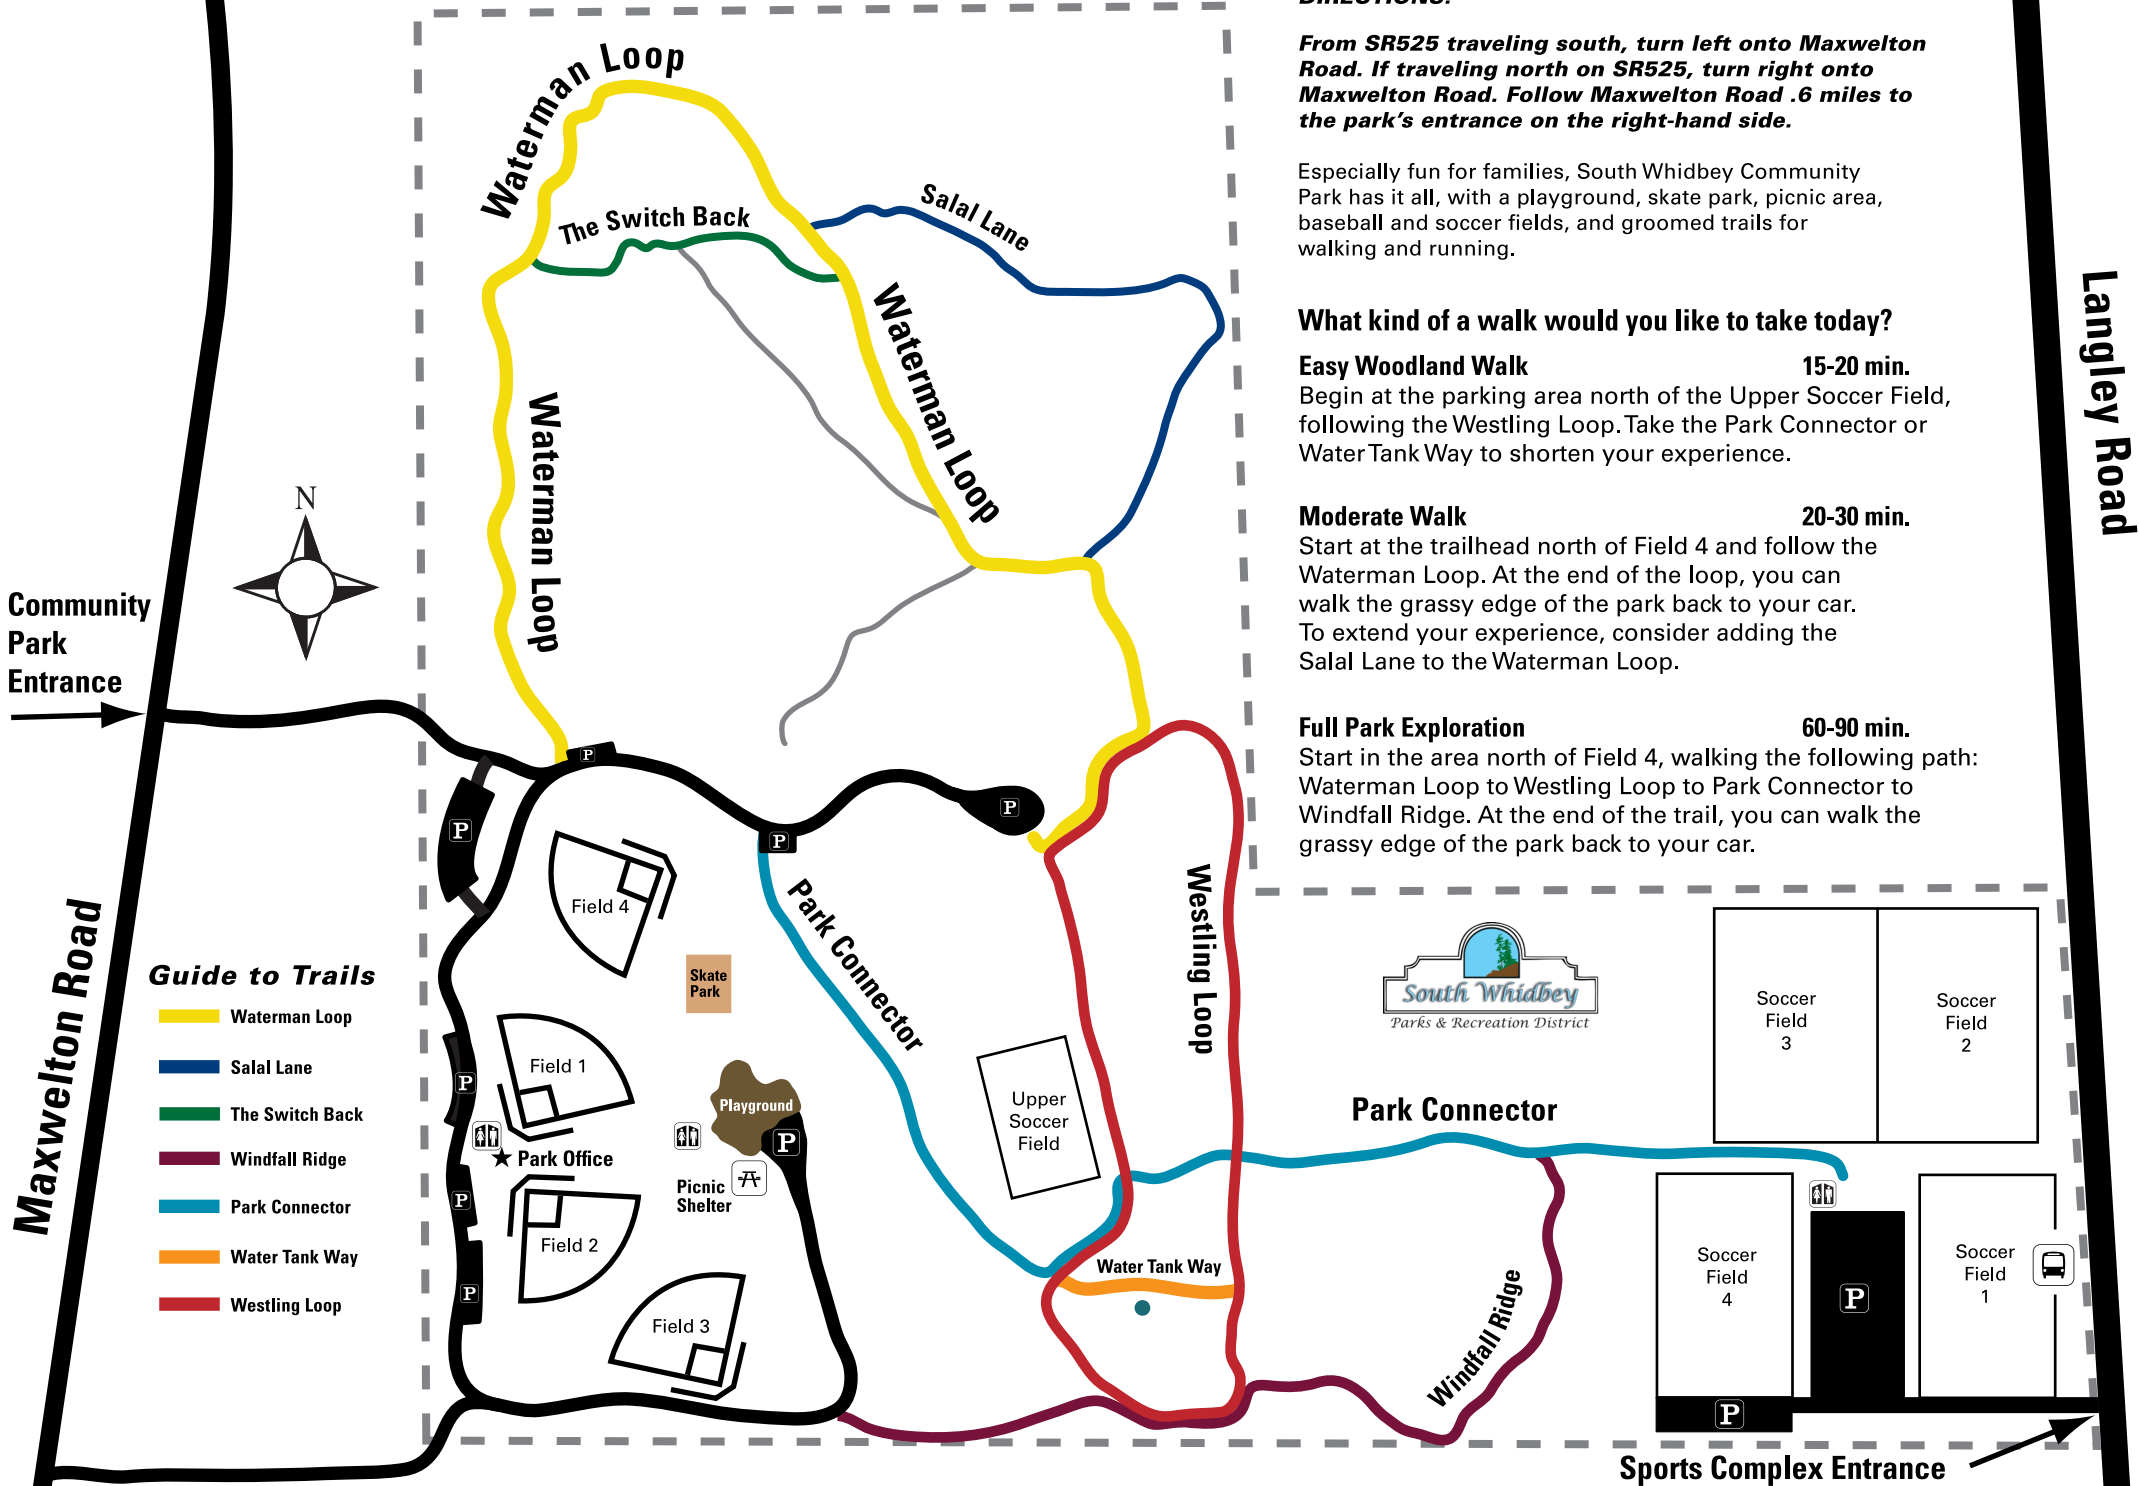 DIRECTIONS:
From SR525 traveling south, turn left onto Maxwelton
Road. If traveling north on SR525, turn right onto
Maxwelton Road. Follow Maxwelton Road .6 miles to
the park's entrance on the right-hand side.
Especially fun for families, South Whidbey Community
Park has it all, with a playground, skate park, picnic area,
baseball and soccer fields, and groomed trails for
walking and running.
What kind of a walk would you like to take today?
Easy Woodland Walk 15-20 min.
Begin at the parking area north of the Upper Soccer Field,
following the Westling Loop. Take the Park Connector or
Water Tank Way to shorten your experience.
Moderate Walk 20-30 min.
Start at the trailhead north of Field 4 and follow the
Waterman Loop. At the end of the loop, you can
walk the grassy edge of the park back to your car.
To extend your experience, consider adding the
Salal Lane to the Waterman Loop.
Full Park Exploration 60-90 min.
Start in the area north of Field 4, walking the following path:
Waterman Loop to Westling Loop to Park Connector to
Windfall Ridge. At the end of the trail, you can walk the
grassy edge of the park back to your car.
Waterman Loop
The Switch Back
Salal Lane
Waterman Loop
Waterman Loop
Langley Road
N
Community
Park
Entrance
P
P
P
P
Maxwelton Road
Guide to Trails
Waterman Loop
Salal Lane
The Switch Back
Windfall Ridge
Park Connector
Water Tank Way
Westling Loop
Field 4
Skate
Park
Park Connector
Westling Loop
Field 1
P
Playground
P
Park Office
Picnic
Shelter
P
Field 2
P
Field 3
Upper
Soccer
Field
Water Tank Way
South Whidbey
Parks & Recreation District
Park Connector
Windfall Ridge
Soccer
Field
3
Soccer
Field
2
Soccer
Field
4
P
Soccer
Field
1
P
Sports Complex Entrance